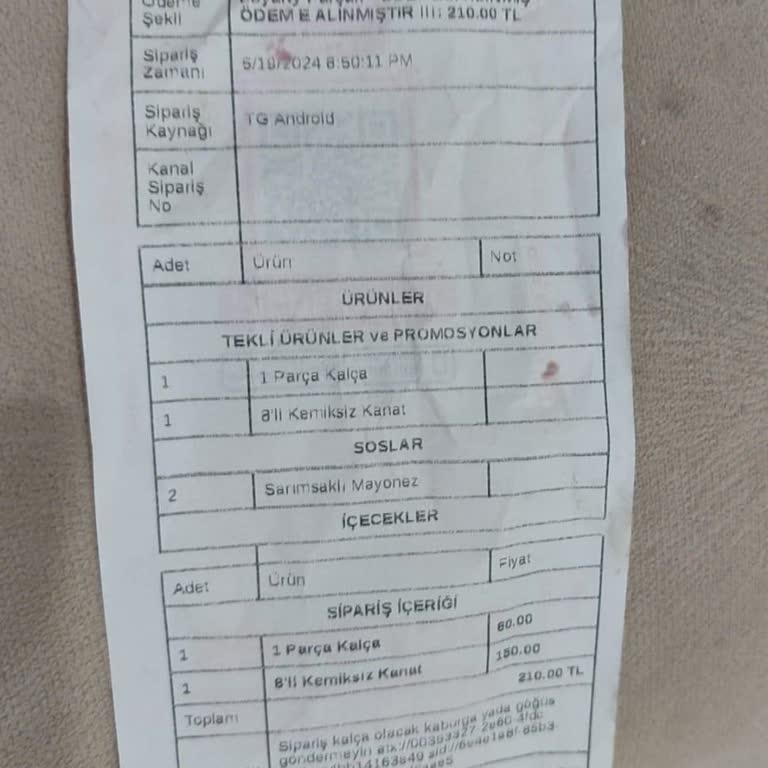 Ödeme
Şekli
ÖDEME ALINMIŞTIR !!!: 210.00 TL
Sipariş
Zamanı
5/19/2024 8:50:11 PM
Sipariş
Kaynağı
TG Android
Kanal
Sipariş
No
Adet Ürün Not
ÜRÜNLER
TEKLİ ÜRÜNLER ve PROMOSYONLAR
1 1 Parça Kalça
1 8'li Kemiksiz Kanat
SOSLAR
2 Sarımsaklı Mayonez
İÇECEKLER
Adet Ürün Fiyat
SİPARİŞ İÇERİĞİ
1 1 Parça Kalça 60.00
1 8'li Kemiksiz Kanat 150.00
Toplam 210.00 TL
Sipariş kalça olacak kaburga yada göğüs
göndermeyin